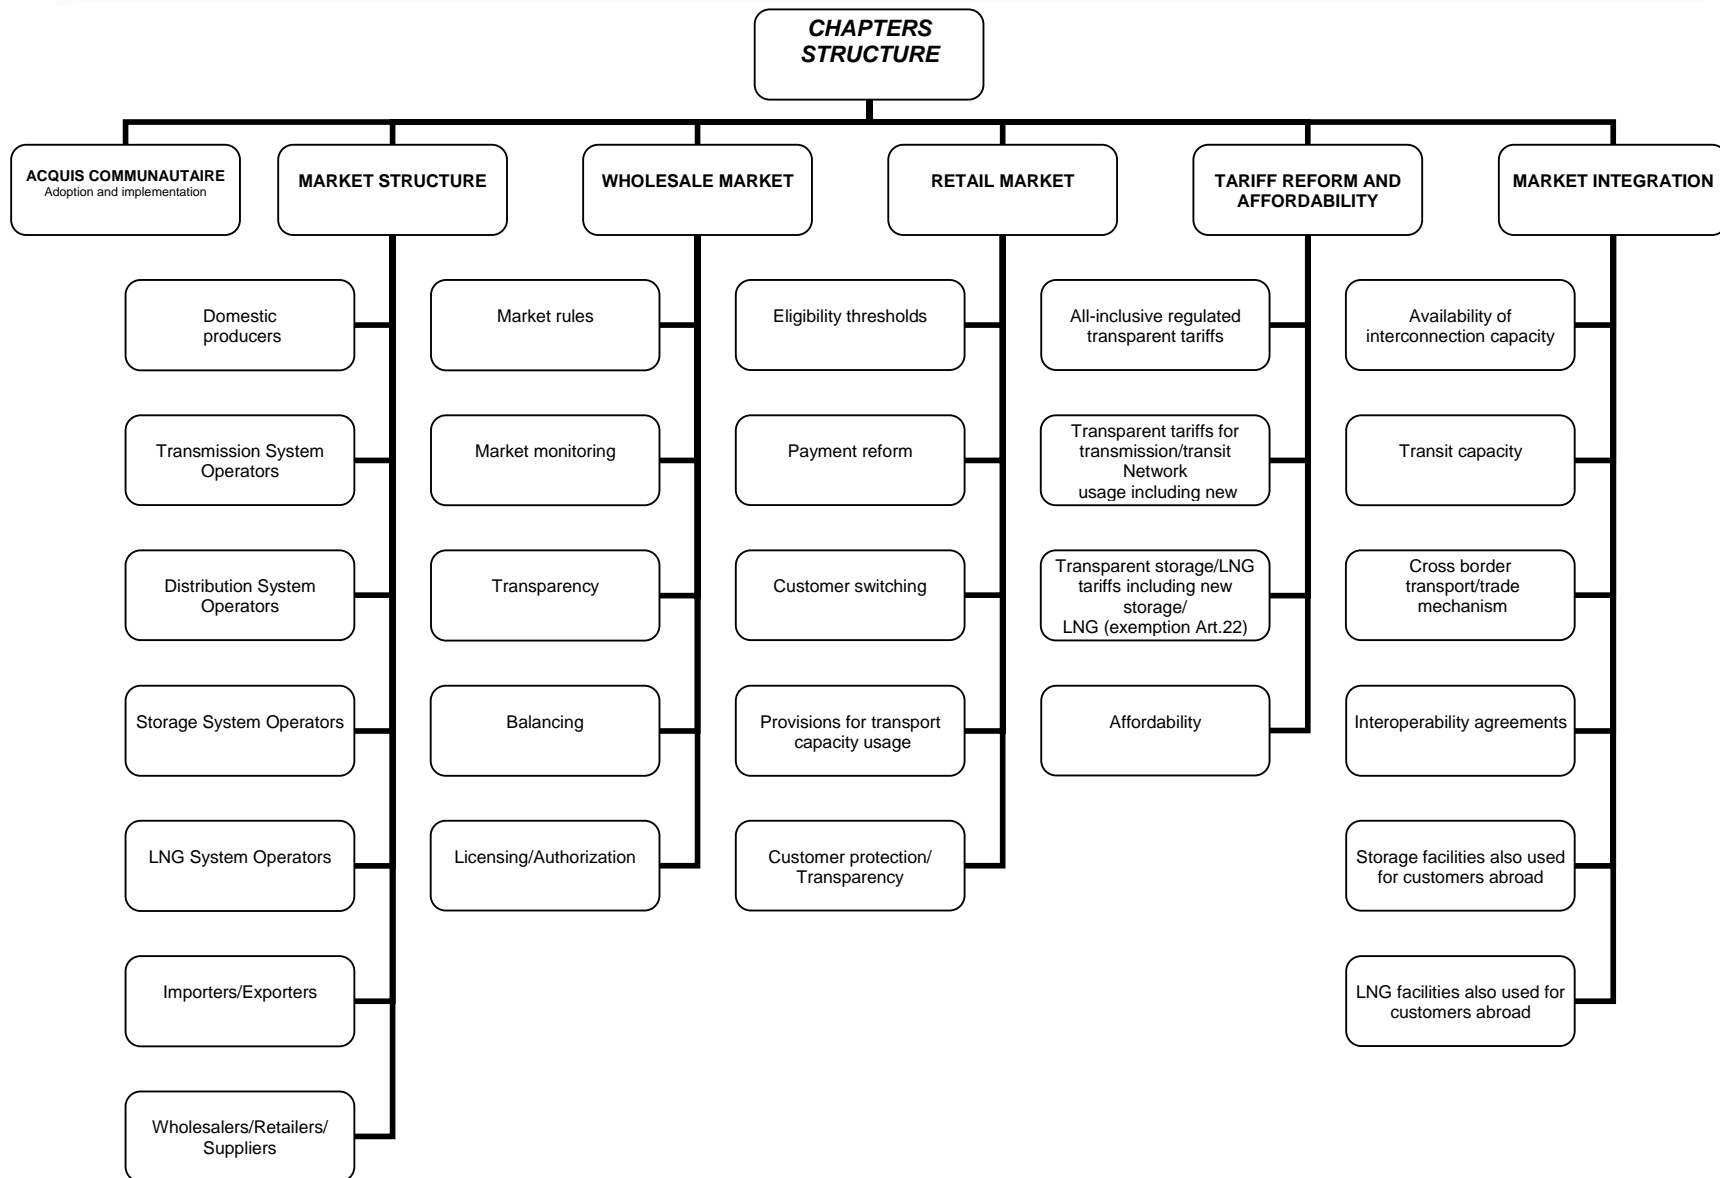 CHAPTERS
STRUCTURE
ACQUIS COMMUNAUTAIRE
Adoption and implementation
MARKET STRUCTURE
WHOLESALE MARKET
RETAIL MARKET
TARIFF REFORM AND
AFFORDABILITY
MARKET INTEGRATION
Domestic
producers
Market rules
Eligibility thresholds
All-inclusive regulated
transparent tariffs
Availability of
interconnection capacity
Transmission System
Operators
Market monitoring
Payment reform
Transparent tariffs for
transmission/transit
Network
usage including new
Transit capacity
Distribution System
Operators
Transparency
Customer switching
Transparent storage/LNG
tariffs including new
storage/
LNG (exemption Art.22)
Cross border
transport/trade
mechanism
Storage System Operators
Balancing
Provisions for transport
capacity usage
Affordability
Interoperability agreements
LNG System Operators
Licensing/Authorization
Customer protection/
Transparency
Storage facilities also used
for customers abroad
Importers/Exporters
LNG facilities also used for
customers abroad
Wholesalers/Retailers/
Suppliers